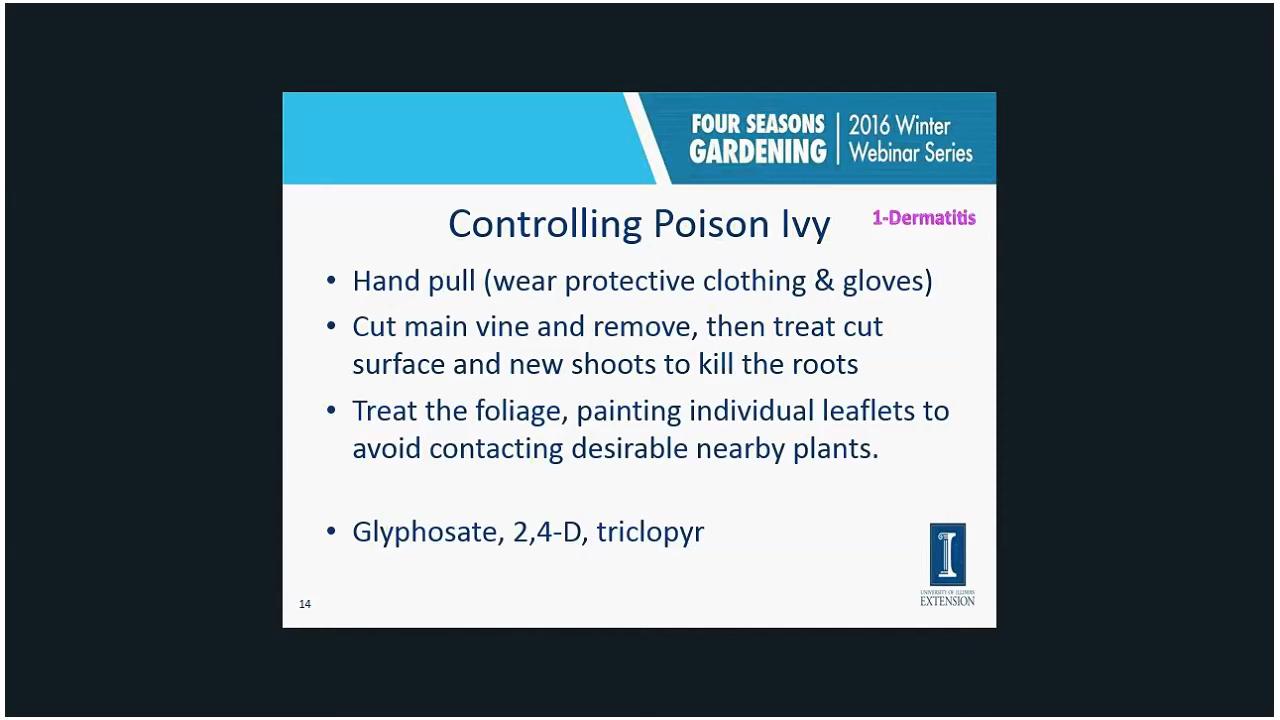 FOUR SEASONS
GARDENING
2016 Winter
Webinar Series
Controlling Poison Ivy
1-Dermatitis
• Hand pull (wear protective clothing & gloves)
• Cut main vine and remove, then treat cut
surface and new shoots to kill the roots
• Treat the foliage, painting individual leaflets to
avoid contacting desirable nearby plants.
• Glyphosate, 2,4-D, triclopyr
I
UNIVERSITY OF ILLINOIS
EXTENSION
14